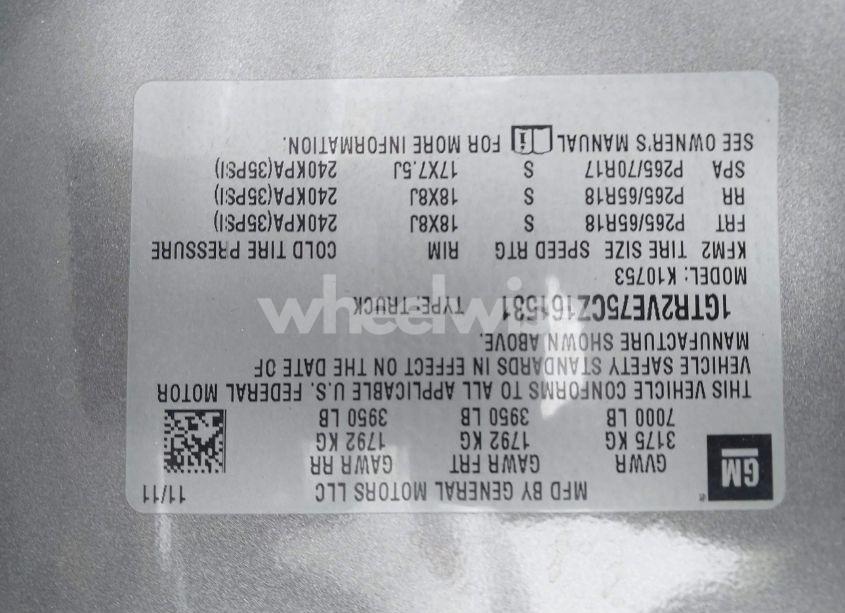 MFD BY GENERAL MOTORS LLC 11/11
GM
GVWR GAWR FRT GAWR RR
3175 KG 1792 KG 1792 KG
7000 LB 3950 LB 3950 LB
THIS VEHICLE CONFORMS TO ALL APPLICABLE U.S. FEDERAL MOTOR
VEHICLE SAFETY STANDARDS IN EFFECT ON THE DATE OF
MANUFACTURE SHOWN ABOVE.
1GTR2VE75CZ161531 TYPE: TRUCK
MODEL: K10753
KFM2 TIRE SIZE SPEED RTG RIM COLD TIRE PRESSURE
FRT P265/65R18 S 18X8J 240KPA(35PSI)
RR P265/65R18 S 18X8J 240KPA(35PSI)
SPA P265/70R17 S 17X7.5J 240KPA(35PSI)
SEE OWNER'S MANUAL i FOR MORE INFORMATION.